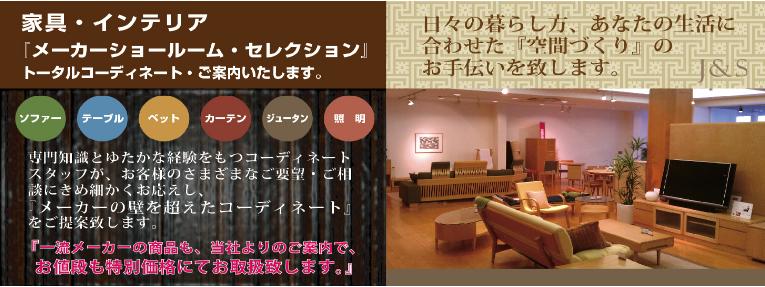 家具・インテリア
『メーカーショールーム・セレクション』
トータルコーディネート・ご案内いたします。
ソファー
テーブル
ベット
カーテン
ジュータン
照 明
専門知識とゆたかな経験をもつコーディネート
スタッフが、お客様のさまざまなご要望・ご相
談にきめ細かくお応えし、
『メーカーの壁を超えたコーディネート』
をご提案致します。
『一流メーカーの商品も、当社よりのご案内で、
お値段も特別価格にてお取扱致します。』
日々の暮らし方、あなたの生活に
合わせた『空間づくり』の
お手伝いを致します。
J&S